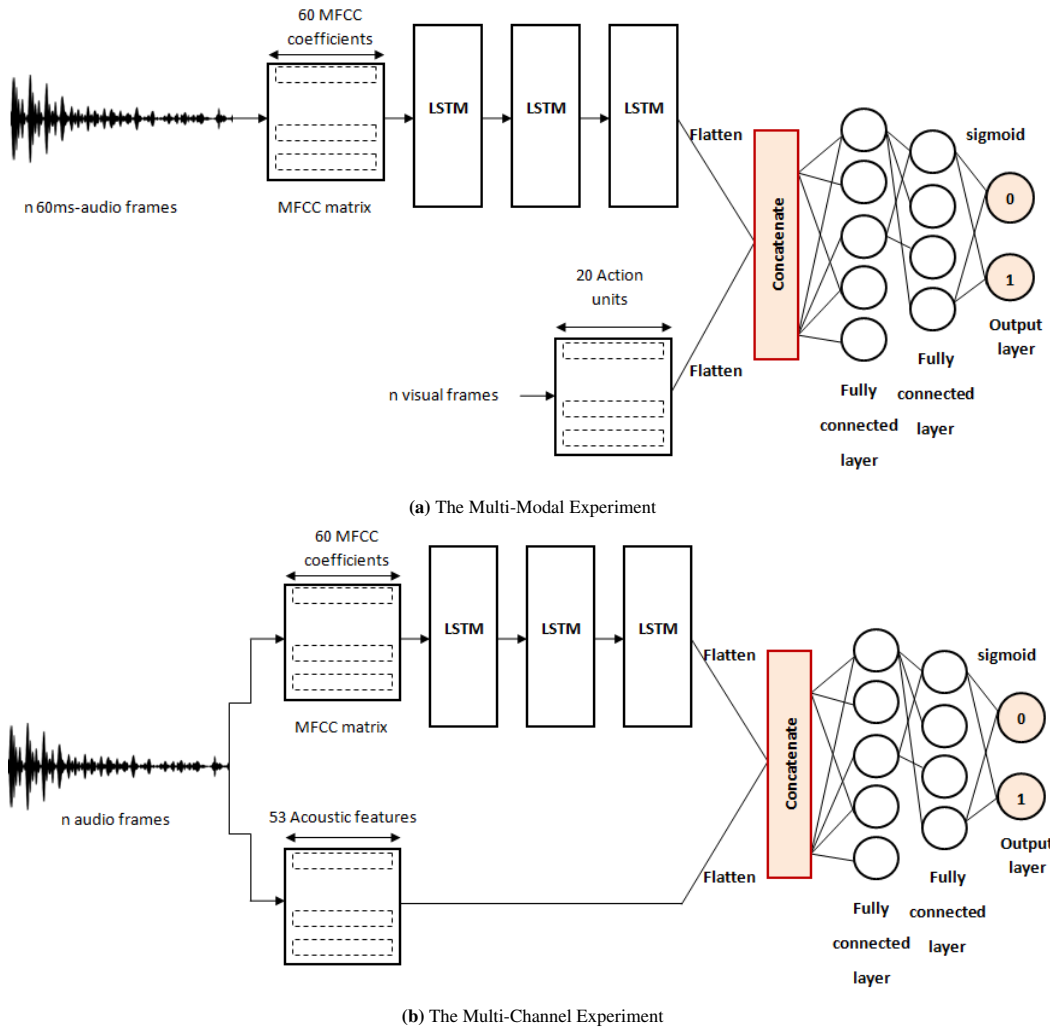 60 MFCC
coefficients
LSTM
LSTM
LSTM
n 60ms-audio frames
MFCC matrix
Flatten
sigmoid
0
1
Concatenate
20 Action
units
n visual frames
Flatten
Output
layer
Fully
connected
layer
Fully
connected
layer
(a) The Multi-Modal Experiment
60 MFCC
coefficients
LSTM
LSTM
LSTM
MFCC matrix
Flatten
sigmoid
0
1
Concatenate
n audio frames
53 Acoustic features
Flatten
Output
layer
Fully
connected
layer
Fully
connected
layer
(b) The Multi-Channel Experiment